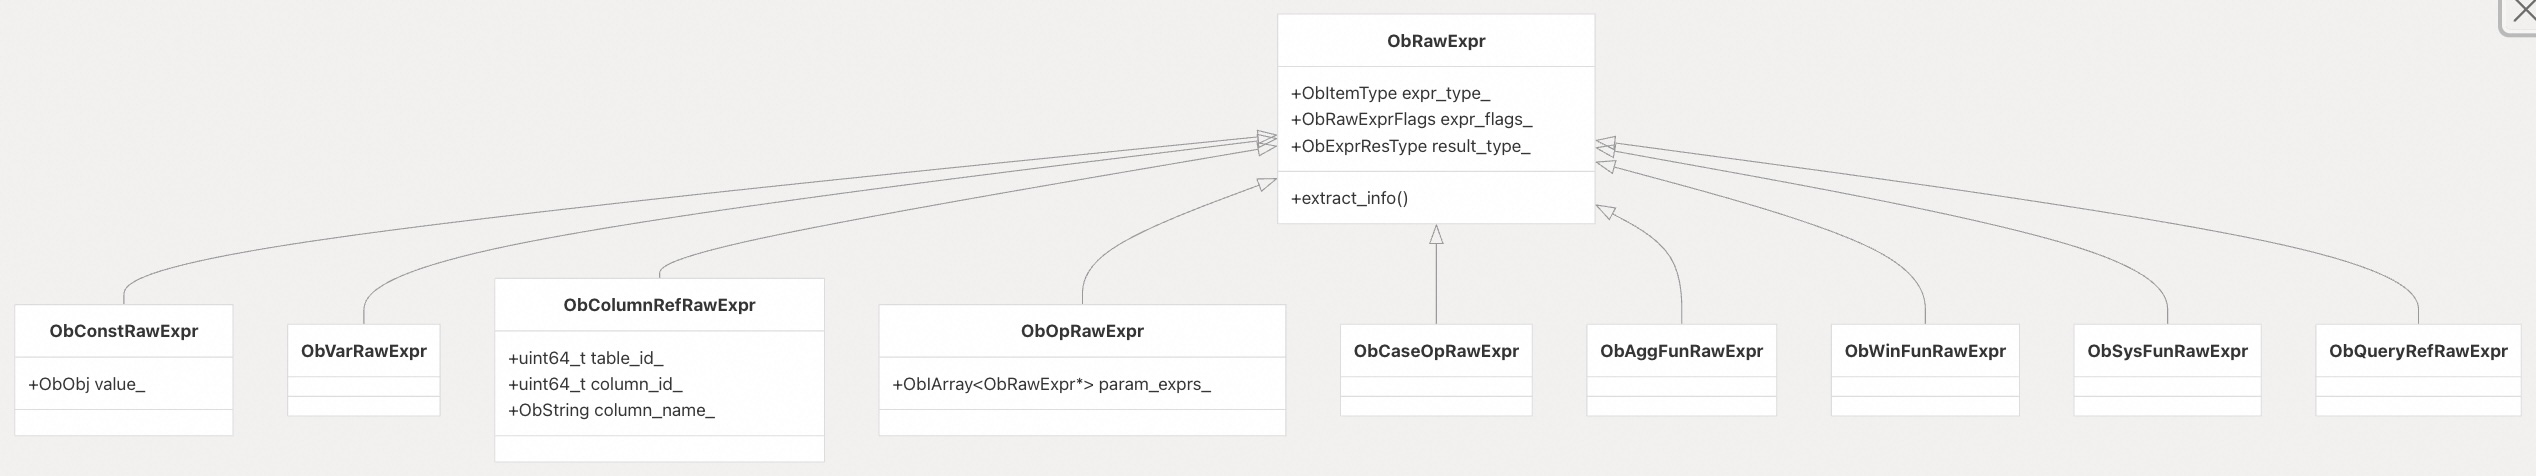 ObRawExpr
+ObItemType expr_type_
+ObRawExprFlags expr_flags_
+ObExprResType result_type_
+extract_info()
ObConstRawExpr
+ObObj value_
ObVarRawExpr
ObColumnRefRawExpr
+uint64_t table_id_
+uint64_t column_id_
+ObString column_name_
ObOpRawExpr
+ObIArray<ObRawExpr*> param_exprs_
ObCaseOpRawExpr
ObAggFunRawExpr
ObWinFunRawExpr
ObSysFunRawExpr
ObQueryRefRawExpr